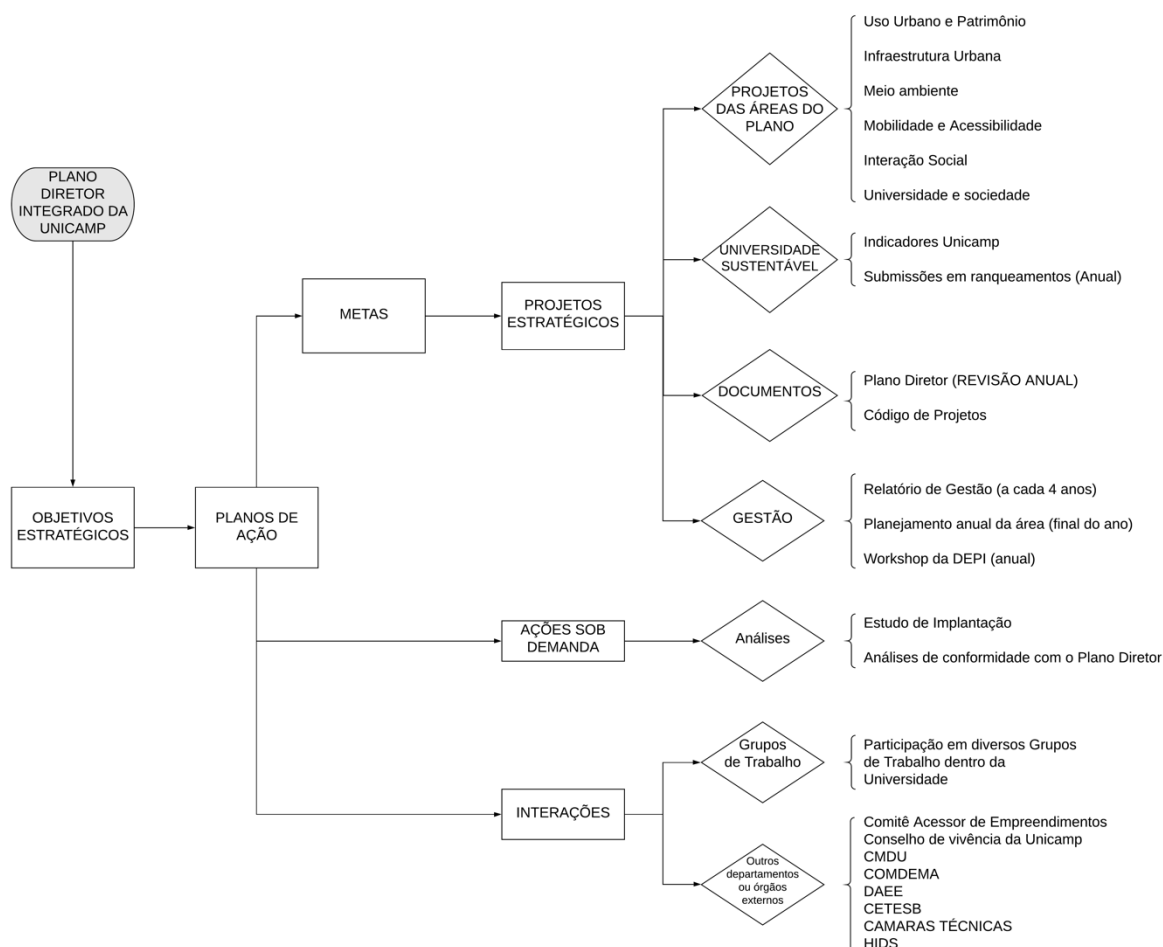 PLANO
DIRETOR
INTEGRADO DA
UNICAMP
OBJETIVOS
ESTRATÉGICOS
PLANOS DE
AÇÃO
METAS
PROJETOS
ESTRATÉGICOS
PROJETOS
DAS ÁREAS DO
PLANO
Uso Urbano e Patrimônio
Infraestrutura Urbana
Meio ambiente
Mobilidade e Acessibilidade
Interação Social
Universidade e sociedade
UNIVERSIDADE
SUSTENTÁVEL
Indicadores Unicamp
Submissões em ranqueamentos (Anual)
DOCUMENTOS
Plano Diretor (REVISÃO ANUAL)
Código de Projetos
GESTÃO
Relatório de Gestão (a cada 4 anos)
Planejamento anual da área (final do ano)
Workshop da DEPI (anual)
AÇÕES SOB
DEMANDA
Análises
Estudo de Implantação
Análises de conformidade com o Plano Diretor
INTERAÇÕES
Grupos
de Trabalho
Participação em diversos Grupos
de Trabalho dentro da
Universidade
Outros
departamentos
ou órgãos
externos
Comitê Acessor de Empreendimentos
Conselho de vivência da Unicamp
CMDU
COMDEMA
DAEE
CETESB
CAMARAS TÉCNICAS
HIDS